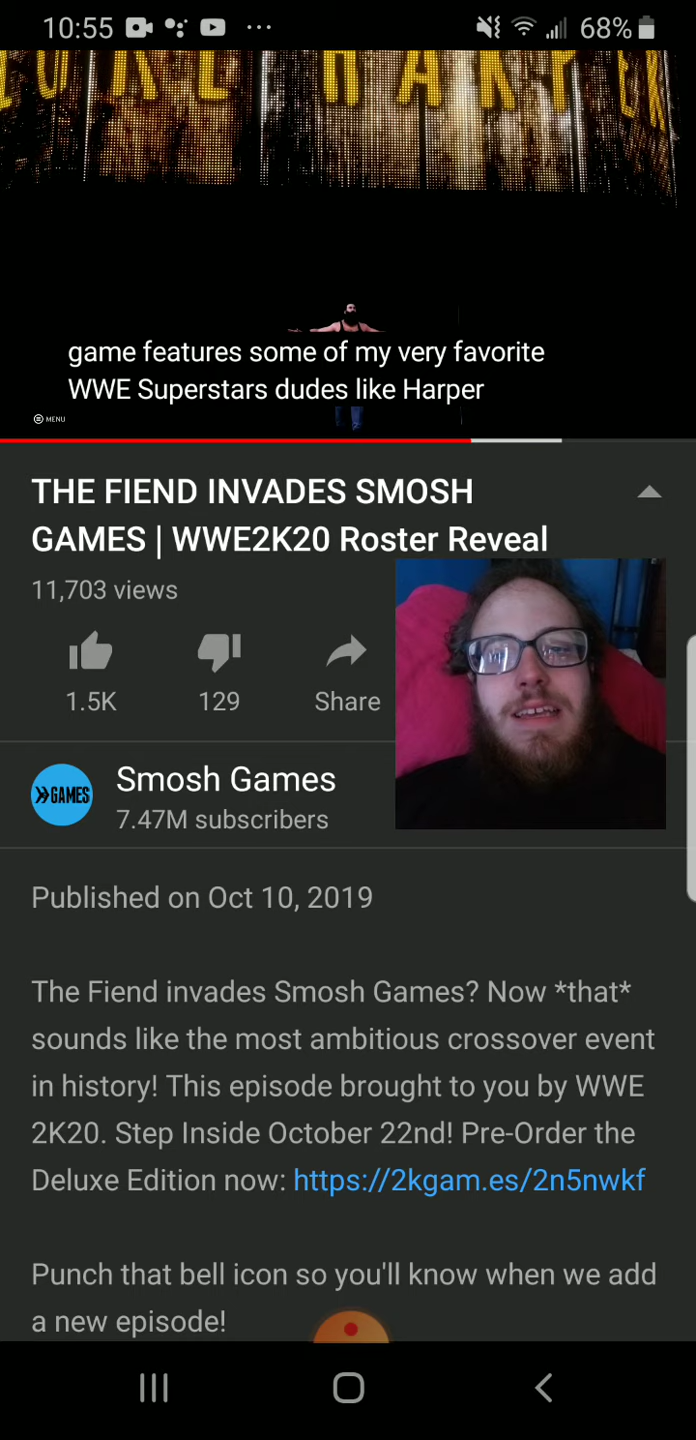 10:55
68%
LUKE HARPER
game features some of my very favorite
WWE Superstars dudes like Harper
MENU
THE FIEND INVADES SMOSH
GAMES | WWE2K20 Roster Reveal
11,703 views
1.5K 129 Share
GAMES
Smosh Games
7.47M subscribers
Published on Oct 10, 2019
The Fiend invades Smosh Games? Now *that*
sounds like the most ambitious crossover event
in history! This episode brought to you by WWE
2K20. Step Inside October 22nd! Pre-Order the
Deluxe Edition now: https://2kgam.es/2n5nwkf
Punch that bell icon so you'll know when we add
a new episode!